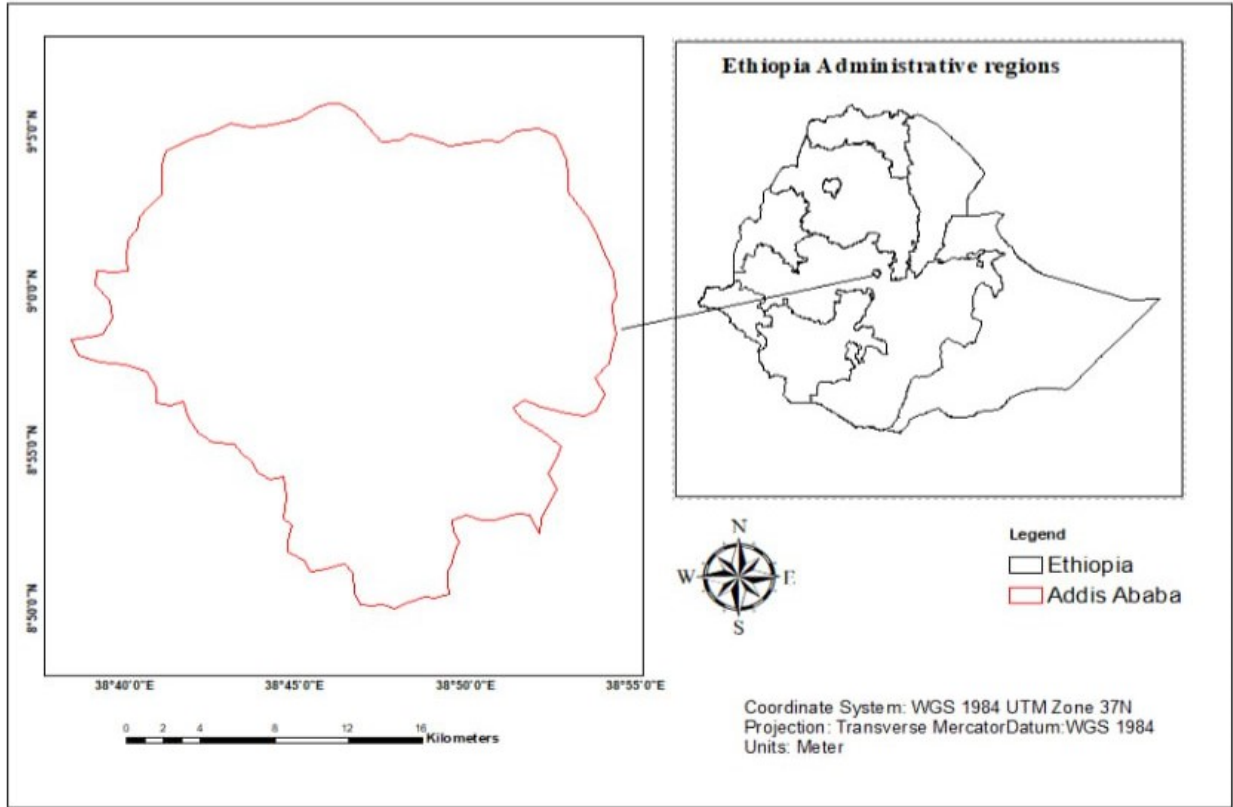 Ethiopia Administrative regions
9°5'0"N
9°0'0"N
8°55'0"N
8°50'0"N
38°40'0"E
38°45'0"E
38°50'0"E
38°55'0"E
0 2 4 8 12 16
Kilometers
N
W E
S
Legend
Ethiopia
Addis Ababa
Coordinate System: WGS 1984 UTM Zone 37N
Projection: Transverse MercatorDatum:WGS 1984
Units: Meter